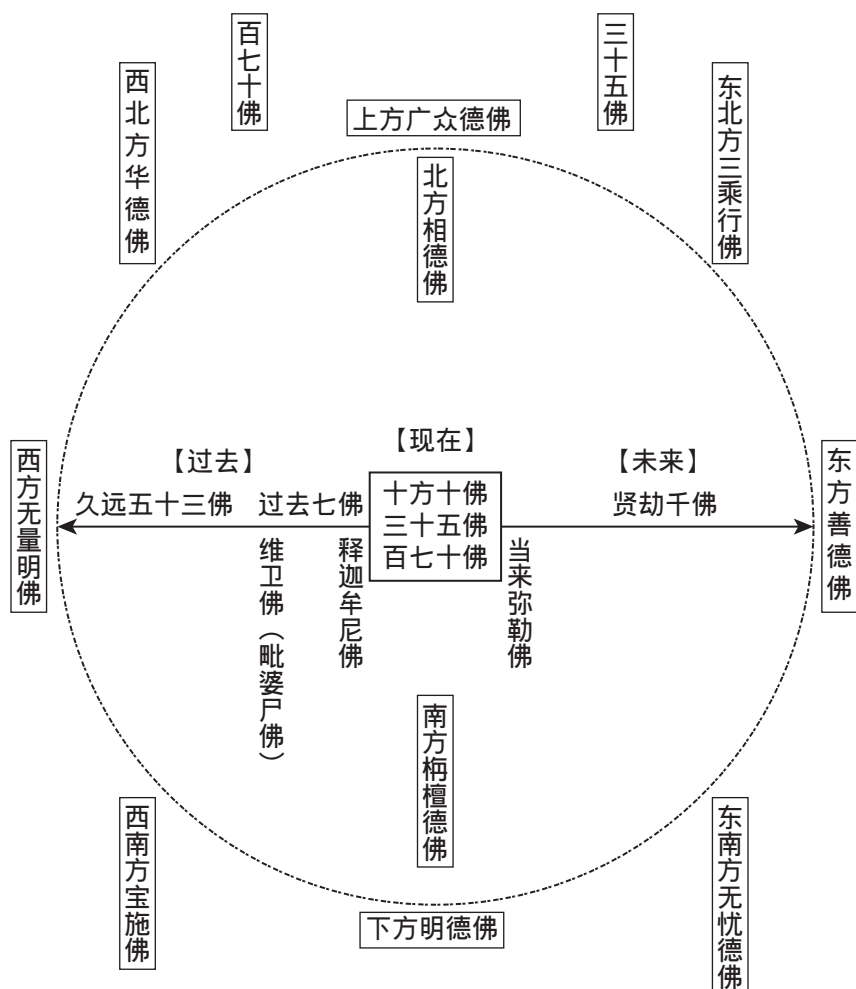 百七十佛
三十五佛
西北方华德佛
东北方三乘行佛
上方广众德佛
北方相德佛
【现在】
【过去】
【未来】
西方无量明佛
久远五十三佛
过去七佛
十方十佛
三十五佛
百七十佛
贤劫千佛
东方善德佛
维卫佛（毗婆尸佛）
释迦牟尼佛
当来弥勒佛
南方栴檀德佛
西南方宝施佛
东南方无忧德佛
下方明德佛